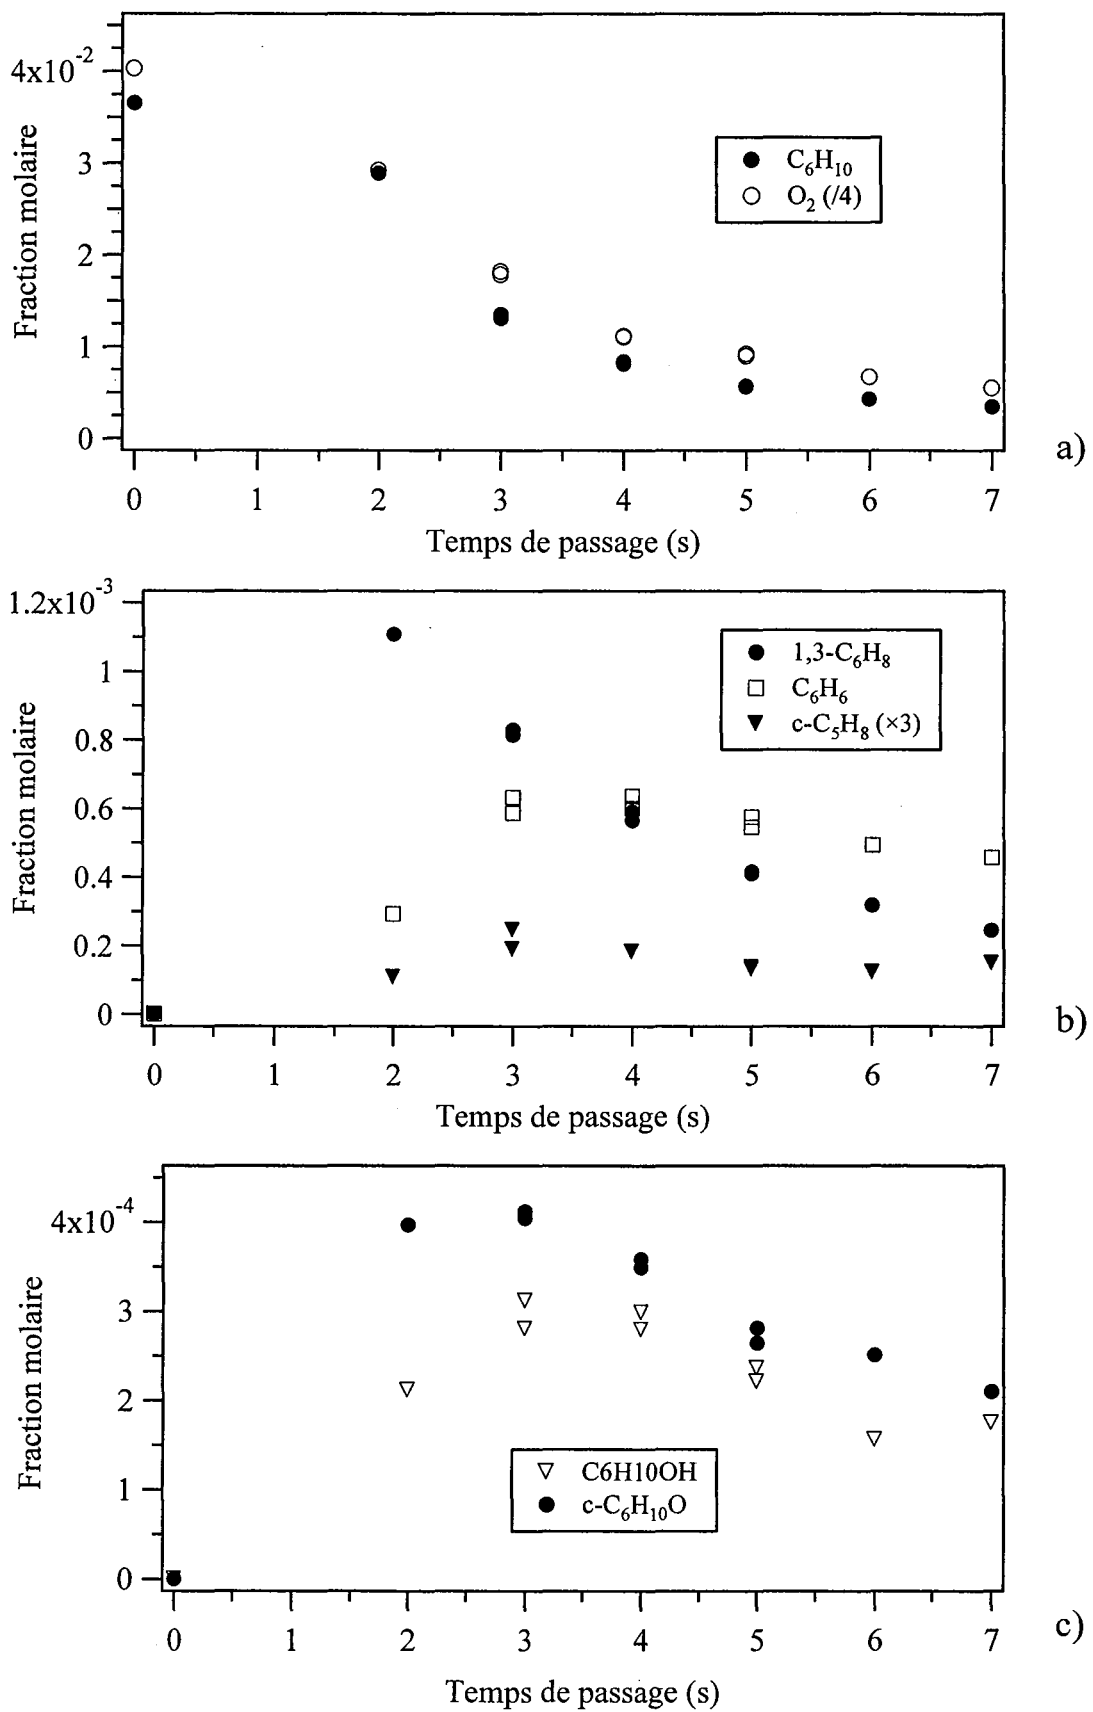 4x10-2
3
2
1
0
Fraction molaire
C6H10
O2 (/4)
0 1 2 3 4 5 6 7
Temps de passage (s)
a)
1.2x10-3
1
0.8
0.6
0.4
0.2
0
Fraction molaire
1,3-C6H8
C6H6
c-C5H8 (×3)
0 1 2 3 4 5 6 7
Temps de passage (s)
b)
4x10-4
3
2
1
0
Fraction molaire
C6H10OH
c-C6H10O
0 1 2 3 4 5 6 7
Temps de passage (s)
c)